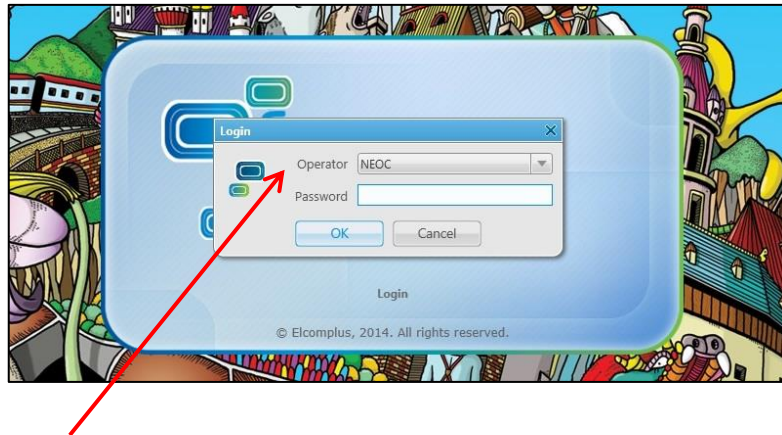 Login
Operator NEOC
Password
OK Cancel
Login
© Elcomplus, 2014. All rights reserved.